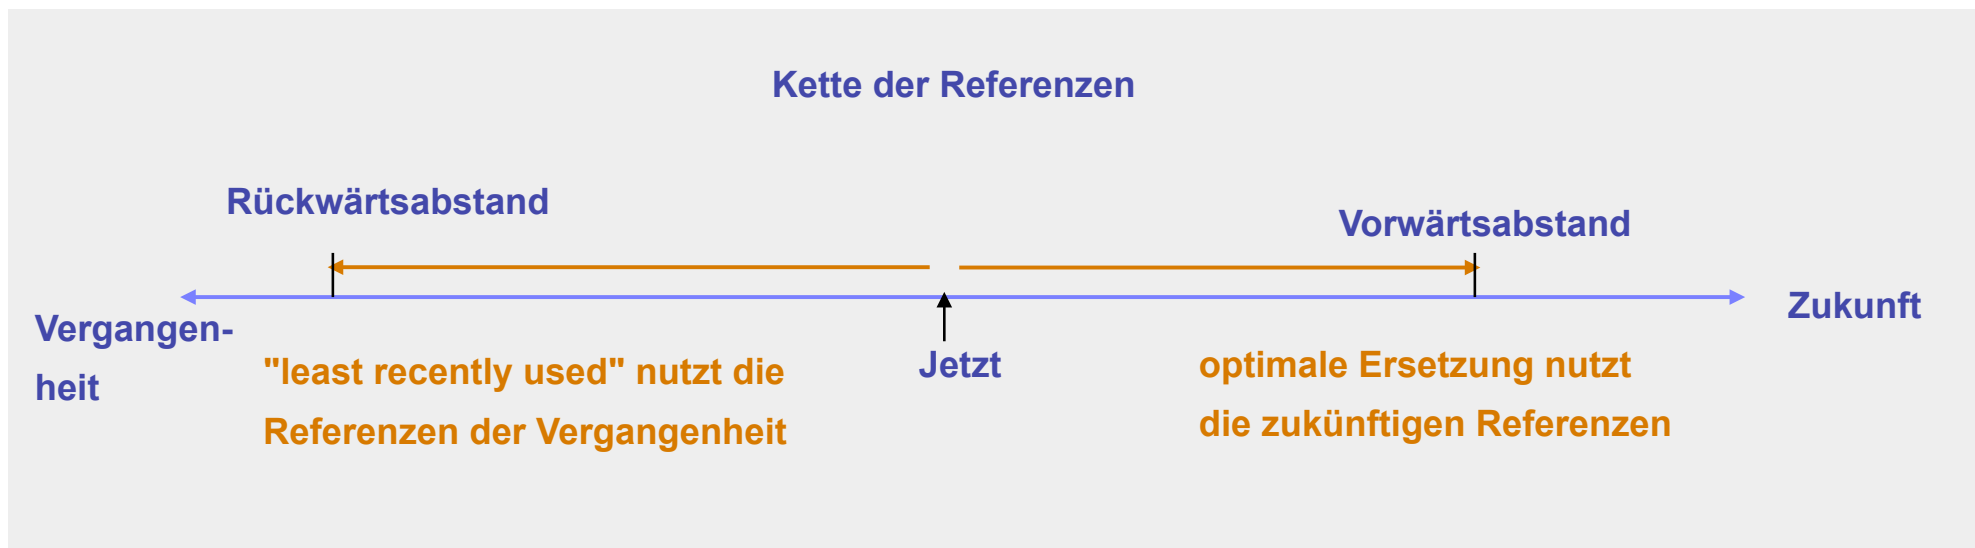 Kette der Referenzen
Rückwärtsabstand
Vorwärtsabstand
Vergangen-
heit
Zukunft
"least recently used" nutzt die
Referenzen der Vergangenheit
Jetzt
optimale Ersetzung nutzt
die zukünftigen Referenzen